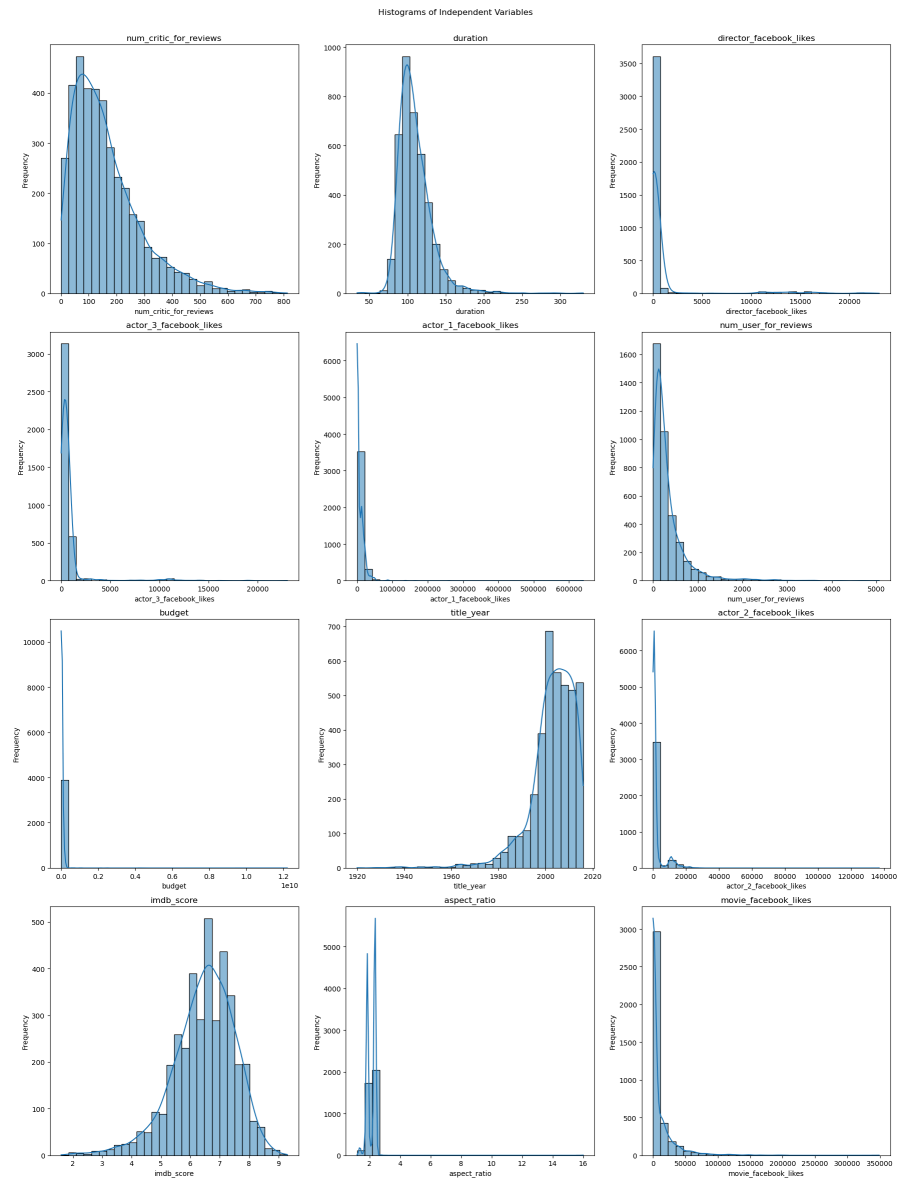 Histograms of Independent Variables
num_critic_for_reviews
Frequency
400
300
200
100
0
0 100 200 300 400 500 600 700 800
num_critic_for_reviews
duration
Frequency
1000
800
600
400
200
0
50 100 150 200 250 300
duration
director_facebook_likes
Frequency
3500
3000
2500
2000
1500
1000
500
0
0 5000 10000 15000 20000
director_facebook_likes
actor_3_facebook_likes
Frequency
3000
2500
2000
1500
1000
500
0
0 5000 10000 15000 20000
actor_3_facebook_likes
actor_1_facebook_likes
Frequency
6000
5000
4000
3000
2000
1000
0
0 100000 200000 300000 400000 500000 600000
actor_1_facebook_likes
num_user_for_reviews
Frequency
1600
1400
1200
1000
800
600
400
200
0
0 1000 2000 3000 4000 5000
num_user_for_reviews
budget
Frequency
10000
8000
6000
4000
2000
0
0.0 0.2 0.4 0.6 0.8 1.0 1.2
1e10
budget
title_year
Frequency
700
600
500
400
300
200
100
0
1920 1940 1960 1980 2000 2020
title_year
actor_2_facebook_likes
Frequency
6000
5000
4000
3000
2000
1000
0
0 20000 40000 60000 80000 100000 120000 140000
actor_2_facebook_likes
imdb_score
Frequency
500
400
300
200
100
0
2 3 4 5 6 7 8 9
imdb_score
aspect_ratio
Frequency
5000
4000
3000
2000
1000
0
2 4 6 8 10 12 14 16
aspect_ratio
movie_facebook_likes
Frequency
3000
2500
2000
1500
1000
500
0
0 50000 100000 150000 200000 250000 300000 350000
movie_facebook_likes